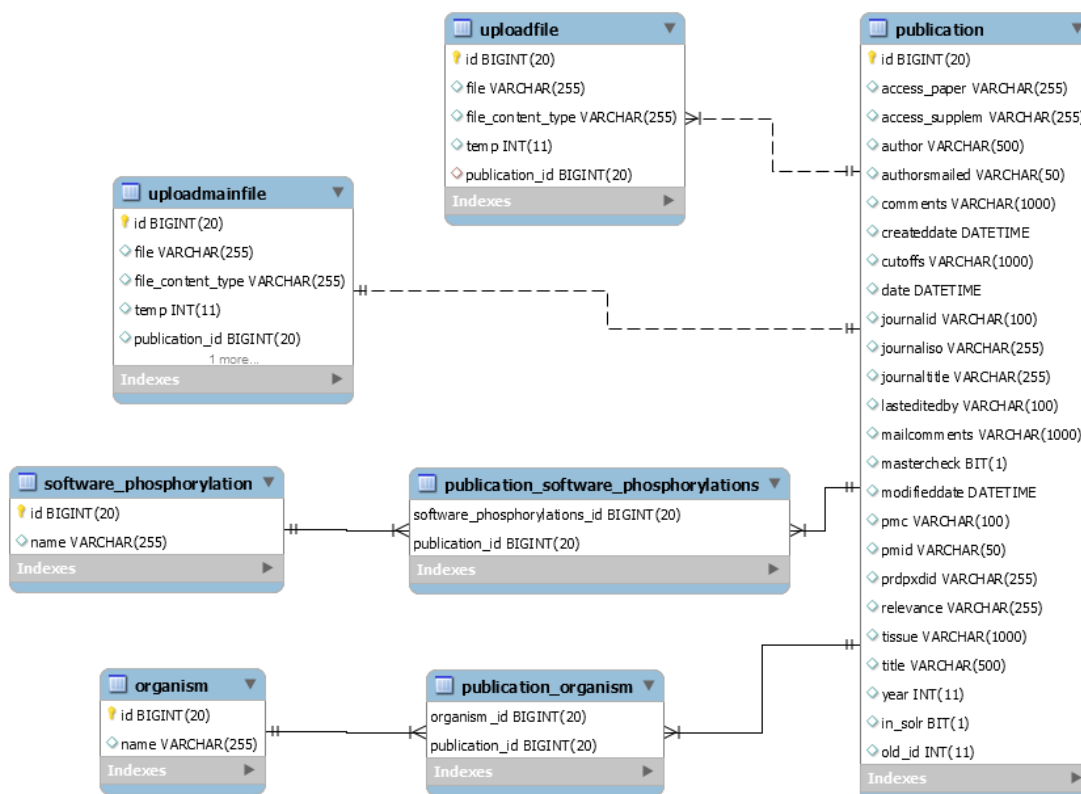 uploadfile
id BIGINT(20)
file VARCHAR(255)
file_content_type VARCHAR(255)
temp INT(11)
publication_id BIGINT(20)
Indexes
uploadmainfile
id BIGINT(20)
file VARCHAR(255)
file_content_type VARCHAR(255)
temp INT(11)
publication_id BIGINT(20)
1 more...
Indexes
software_phosphorylation
id BIGINT(20)
name VARCHAR(255)
Indexes
publication_software_phosphorylations
software_phosphorylations_id BIGINT(20)
publication_id BIGINT(20)
Indexes
organism
id BIGINT(20)
name VARCHAR(255)
Indexes
publication_organism
organism_id BIGINT(20)
publication_id BIGINT(20)
Indexes
publication
id BIGINT(20)
access_paper VARCHAR(255)
access_supplem VARCHAR(255)
author VARCHAR(500)
authorsmailed VARCHAR(50)
comments VARCHAR(1000)
createddate DATETIME
cutoffs VARCHAR(1000)
date DATETIME
journalid VARCHAR(100)
journaliso VARCHAR(255)
journaltitle VARCHAR(255)
lasteditedby VARCHAR(100)
mailcomments VARCHAR(1000)
mastercheck BIT(1)
modifieddate DATETIME
pmc VARCHAR(100)
pmid VARCHAR(50)
prdpxdid VARCHAR(255)
relevance VARCHAR(255)
tissue VARCHAR(1000)
title VARCHAR(500)
year INT(11)
in_solr BIT(1)
old_id INT(11)
Indexes